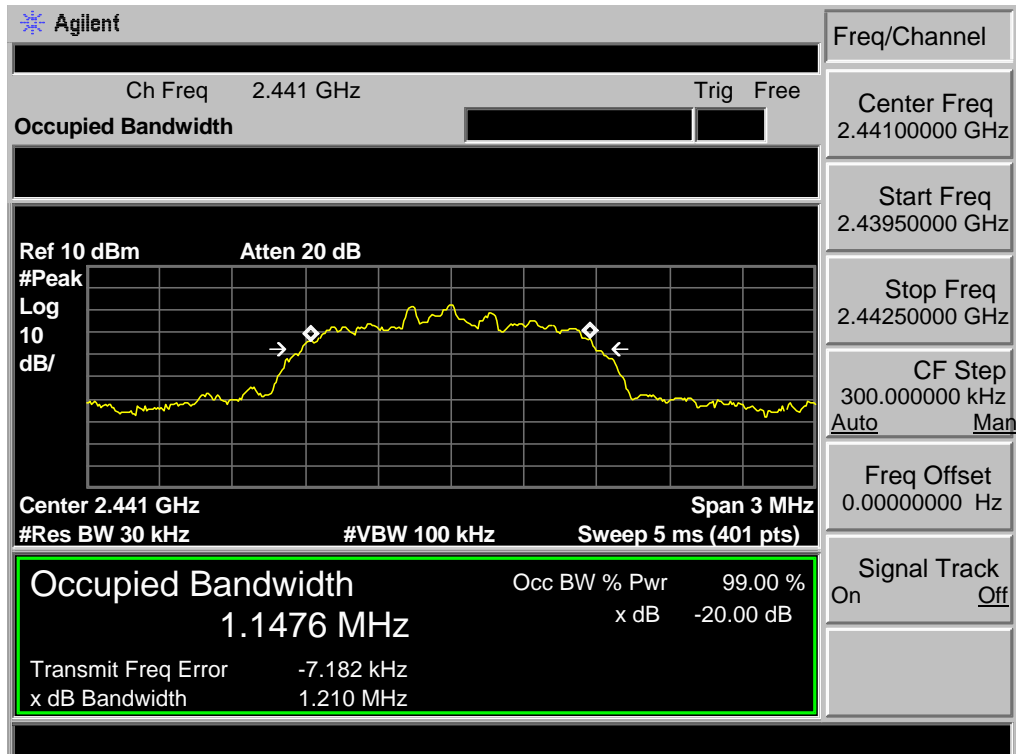 Agilent
Freq/Channel
Ch Freq 2.441 GHz Trig Free
Occupied Bandwidth
Center Freq
2.44100000 GHz
Start Freq
2.43950000 GHz
Stop Freq
2.44250000 GHz
CF Step
300.000000 kHz
Auto Man
Freq Offset
0.00000000 Hz
Signal Track
On Off
Ref 10 dBm Atten 20 dB
#Peak
Log
10
dB/
Center 2.441 GHz Span 3 MHz
#Res BW 30 kHz #VBW 100 kHz Sweep 5 ms (401 pts)
Occupied Bandwidth
1.1476 MHz
Occ BW % Pwr 99.00 %
x dB -20.00 dB
Transmit Freq Error -7.182 kHz
x dB Bandwidth 1.210 MHz